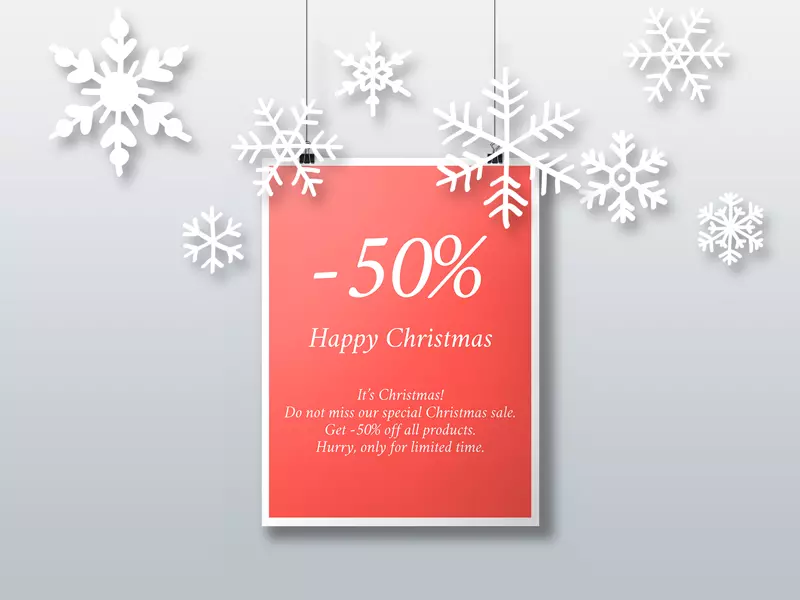 -50%
Happy Christmas
It's Christmas!
Do not miss our special Christmas sale.
Get -50% off all products.
Hurry, only for limited time.